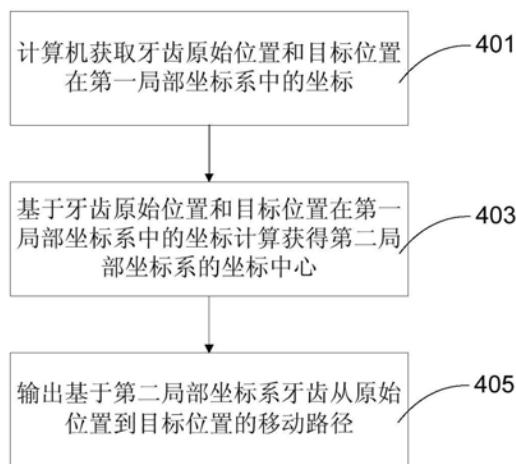 计算机获取牙齿原始位置和目标位置
在第一局部坐标系中的坐标
401
基于牙齿原始位置和目标位置在第一
局部坐标系中的坐标计算获得第二局
部坐标系的坐标中心
403
输出基于第二局部坐标系牙齿从原始
位置到目标位置的移动路径
405